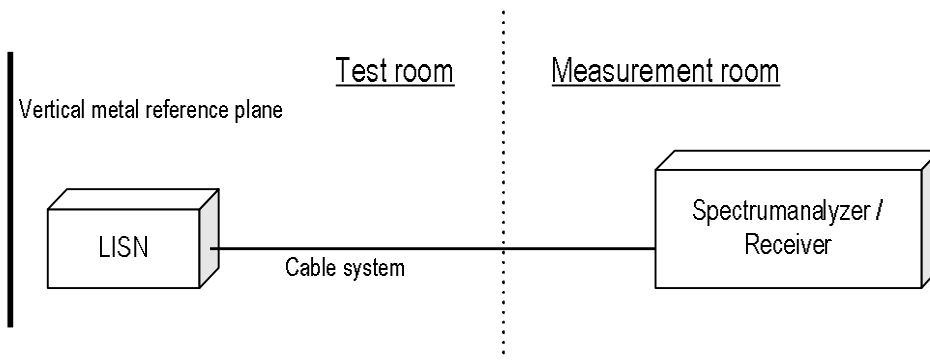 Test room
Measurement room
Vertical metal reference plane
LISN
Cable system
Spectrumanalyzer /
Receiver